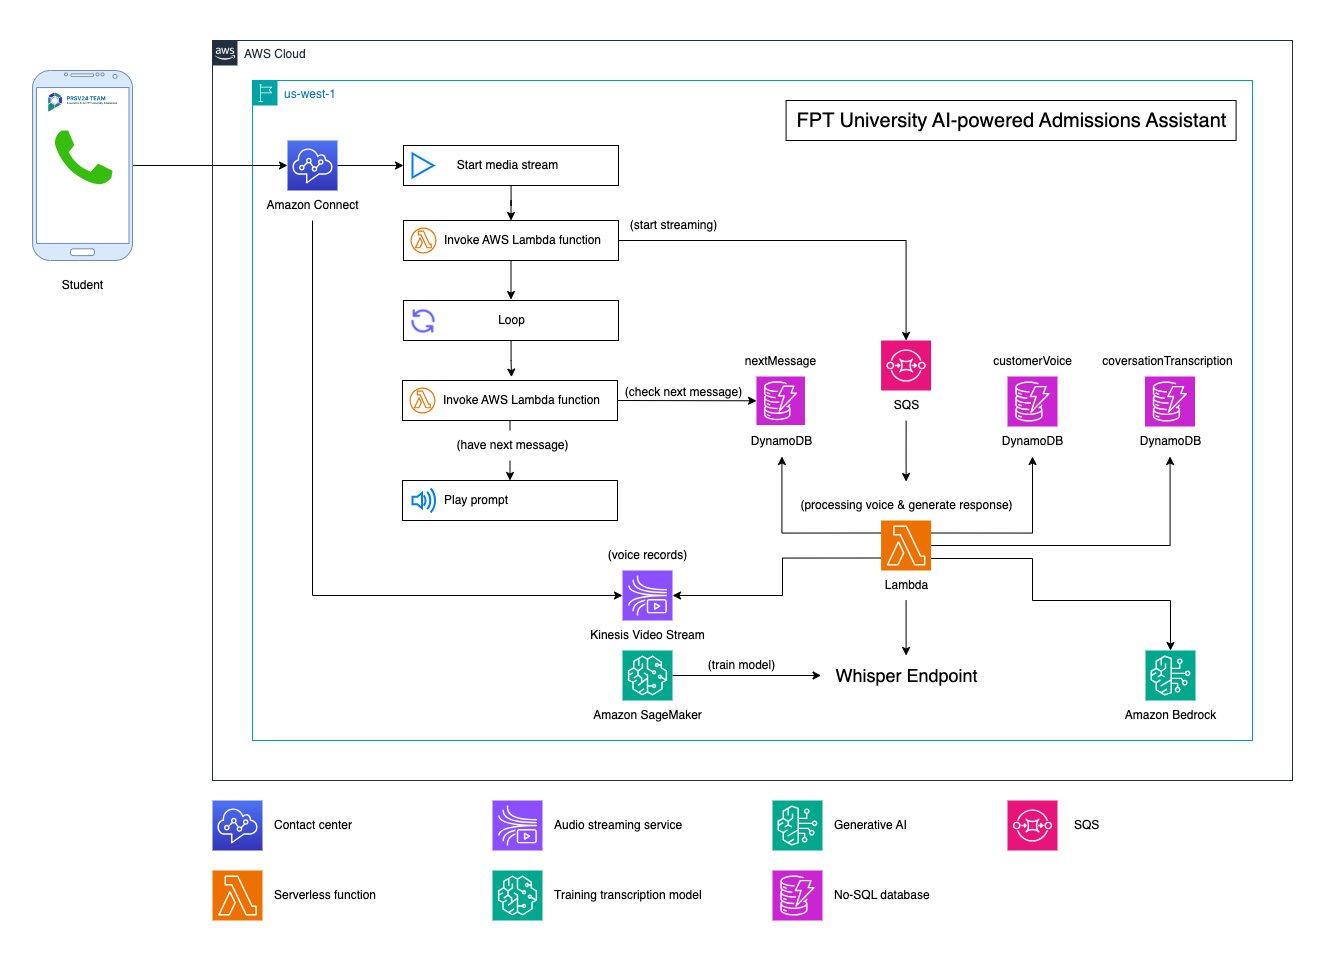 aws
AWS Cloud
PRSV24 TEAM
us-west-1
FPT University AI-powered Admissions Assistant
Start media stream
Amazon Connect
(start streaming)
Invoke AWS Lambda function
Student
Loop
nextMessage
customerVoice
coversationTranscription
(check next message)
Invoke AWS Lambda function
SQS
(have next message)
DynamoDB
DynamoDB
DynamoDB
Play prompt
(processing voice & generate response)
(voice records)
Lambda
Kinesis Video Stream
(train model)
Whisper Endpoint
Amazon SageMaker
Amazon Bedrock
Contact center
Audio streaming service
Generative AI
SQS
Serverless function
Training transcription model
No-SQL database